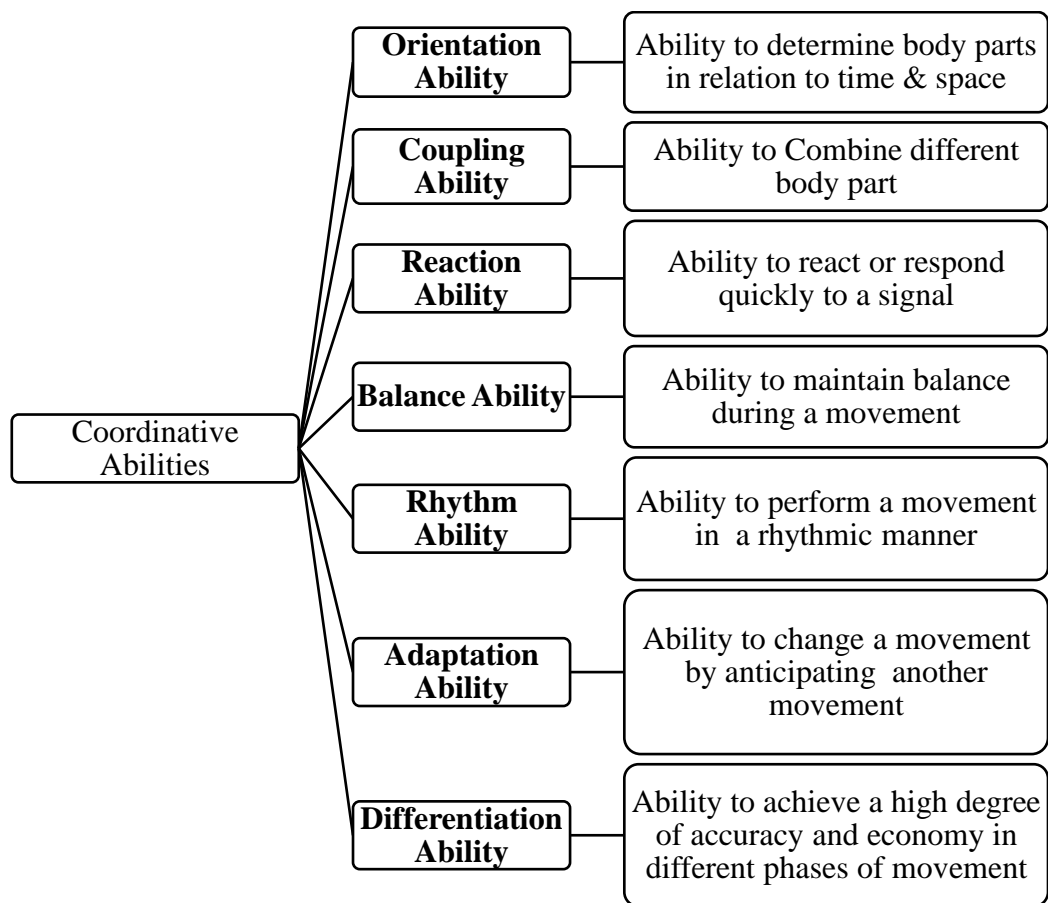 Orientation
Ability
Ability to determine body parts
in relation to time & space
Coupling
Ability
Ability to Combine different
body part
Reaction
Ability
Ability to react or respond
quickly to a signal
Balance Ability
Ability to maintain balance
during a movement
Coordinative
Abilities
Rhythm
Ability
Ability to perform a movement
in a rhythmic manner
Adaptation
Ability
Ability to change a movement
by anticipating another
movement
Differentiation
Ability
Ability to achieve a high degree
of accuracy and economy in
different phases of movement